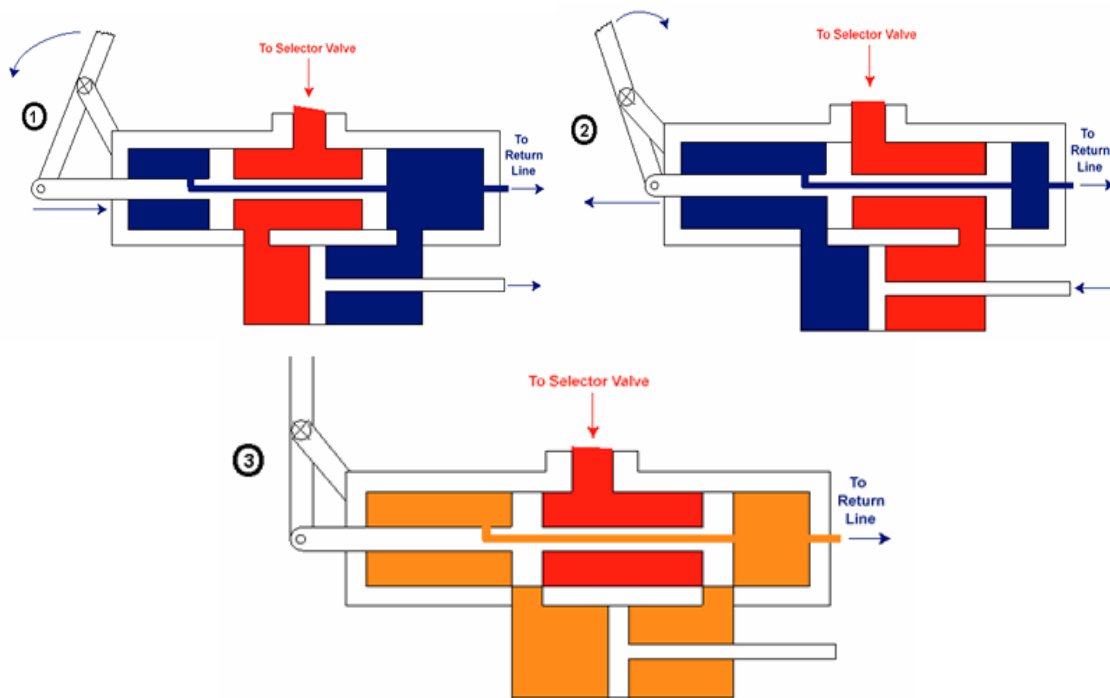 To Selector Valve
1
To
Return
Line
To Selector Valve
2
To
Return
Line
To Selector Valve
3
To
Return
Line